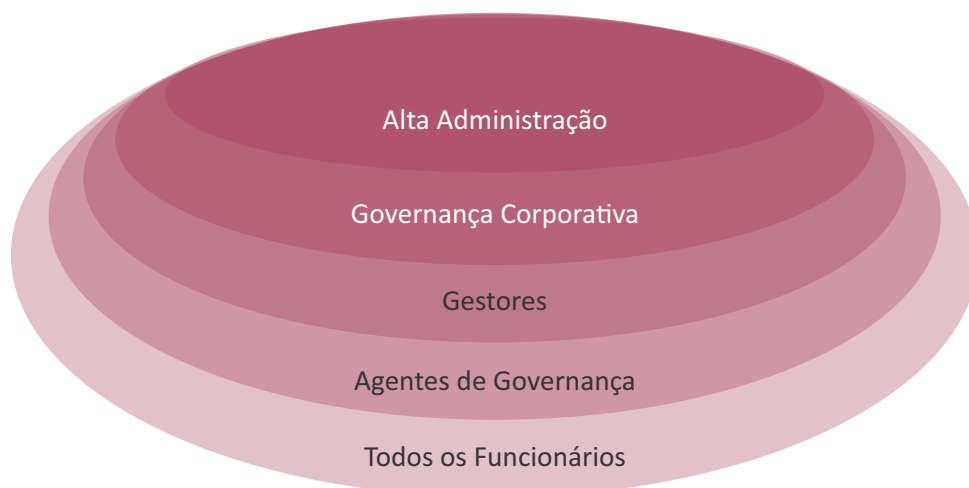 Alta Administração
Governança Corporativa
Gestores
Agentes de Governança
Todos os Funcionários